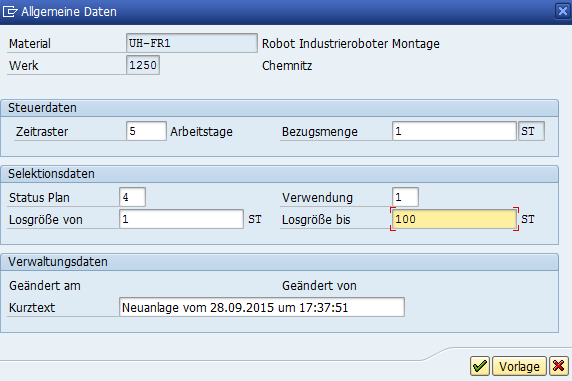 Allgemeine Daten
Material UH-FR1 Robot Industrieroboter Montage
Werk 1250 Chemnitz
Steuerdaten
Zeitraster 5 Arbeitstage Bezugsmenge 1 ST
Selektionsdaten
Status Plan 4 Verwendung 1
Losgröße von 1 ST Losgröße bis 100 ST
Verwaltungsdaten
Geändert am Geändert von
Kurztext Neuanlage vom 28.09.2015 um 17:37:51
Vorlage